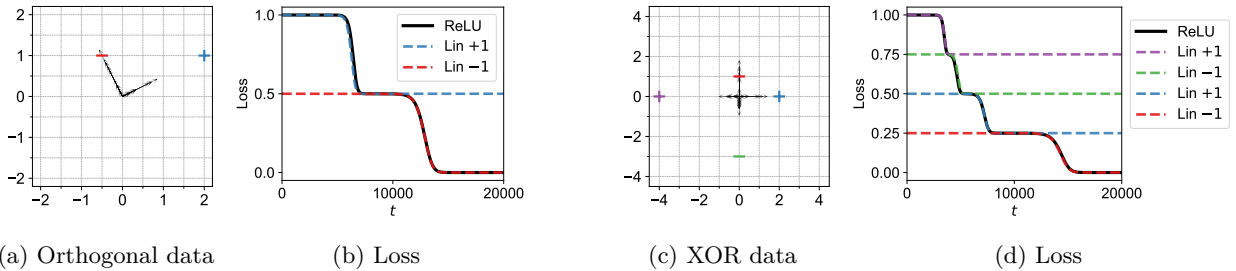 2
1
0
−1
−2
−2 −1 0 1 2
Loss
1.0
0.5
0.0
0 10000 20000
t
ReLU
Lin +1
Lin −1
4
2
0
−2
−4
−4 −2 0 2 4
Loss
1.00
0.75
0.50
0.25
0.00
0 10000 20000
t
ReLU
Lin +1
Lin −1
Lin +1
Lin −1
(a) Orthogonal data
(b) Loss
(c) XOR data
(d) Loss